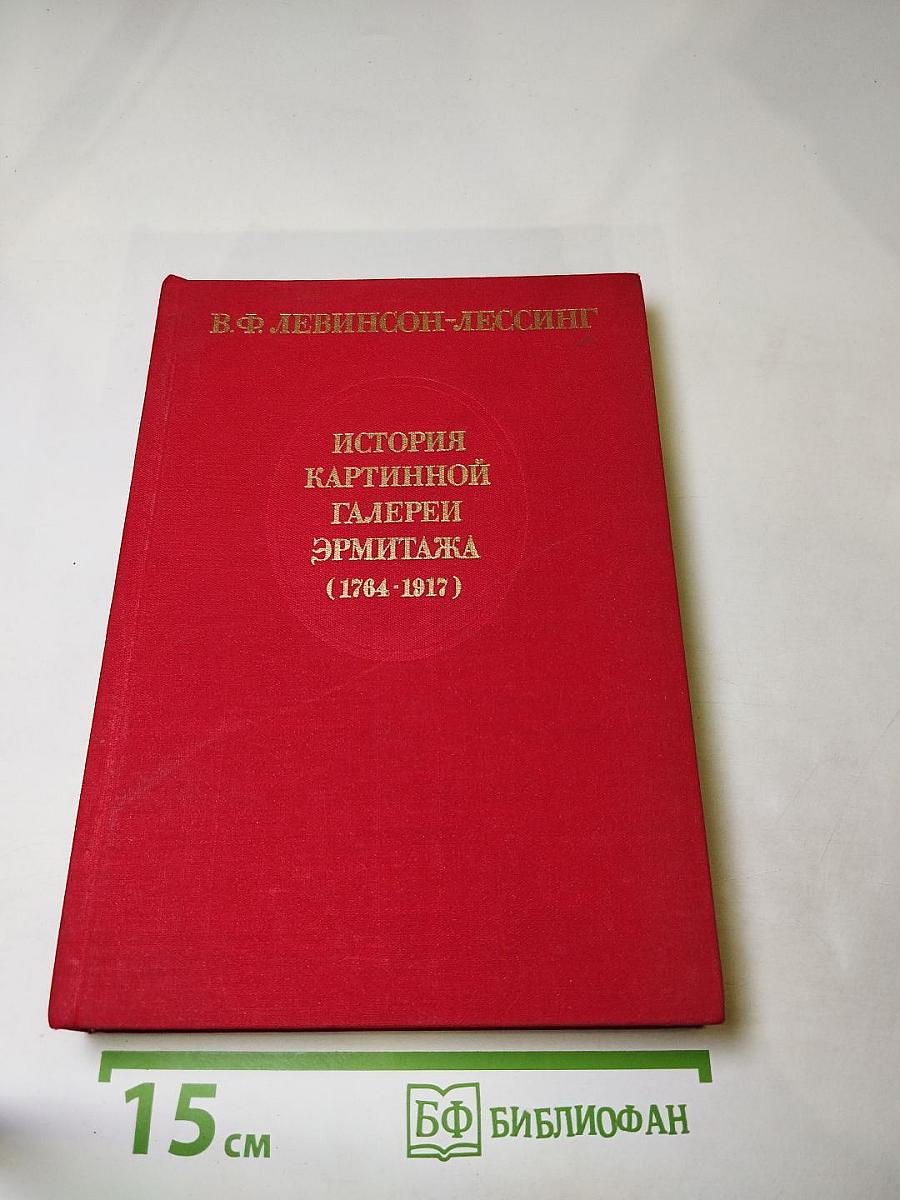 В.Ф. ЛЕВИНСОН-ЛЕССИНГ
ИСТОРИЯ
КАРТИННОЙ
ГАЛЕРЕИ
ЭРМИТАЖА
(1764-1917)
15 см
БФ БИБЛИОФАН